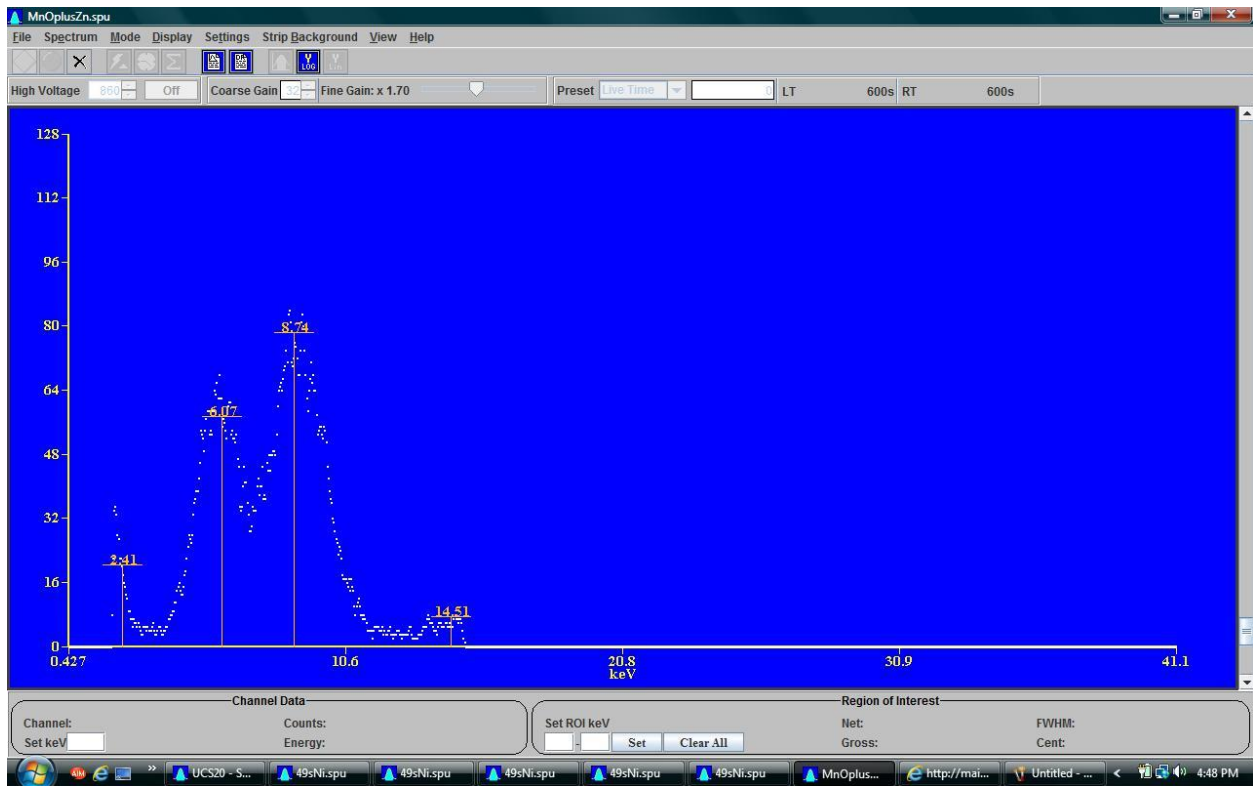 MnOplusZn.spu
File Spectrum Mode Display Settings Strip Background View Help
Y LOG
High Voltage 860 Off Coarse Gain 32 Fine Gain: x 1.70 Preset Live Time 0 LT 600s RT 600s
128
112
96
80
64
48
32
16
0
8.74
6.07
2.41
14.51
0.427 10.6 20.8 30.9 41.1
keV
Channel Data
Channel: Counts:
Set keV Energy:
Region of Interest
Set ROI keV Net: FWHM:
- Set Clear All Gross: Cent:
AIM » UCS20 - S... 49sNi.spu 49sNi.spu 49sNi.spu 49sNi.spu 49sNi.spu MnOplus... http://mai... Untitled - ... < 4:48 PM